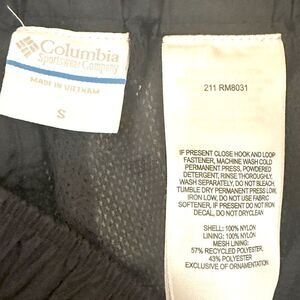 Columbia
Sportswear Company
MADE IN VIETNAM
S
211 RM8031
IF PRESENT CLOSE HOOK AND LOOP
FASTENER, MACHINE WASH COLD
PERMANENT PRESS, POWDERED
DETERGENT, RINSE THOROUGHLY.
WASH SEPARATELY, DO NOT BLEACH,
TUMBLE DRY PERMANENT PRESS LOW,
IRON LOW, DO NOT USE FABRIC
SOFTENER, IF PRESENT DO NOT IRON
DECAL, DO NOT DRYCLEAN
SHELL: 100% NYLON
LINING: 100% NYLON
MESH LINING:
57% RECYCLED POLYESTER,
43% POLYESTER
EXCLUSIVE OF ORNAMENTATION.